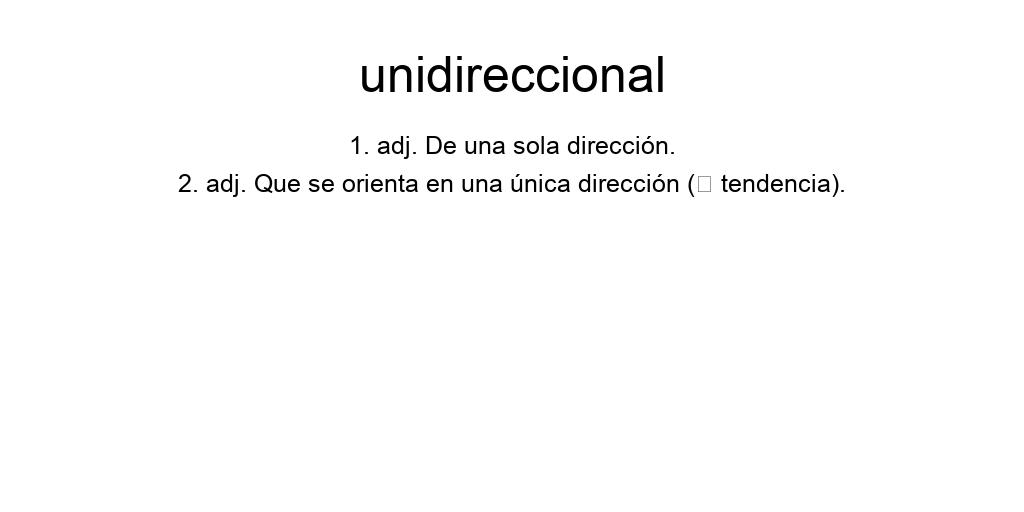 unidireccional
1. adj. De una sola dirección.
2. adj. Que se orienta en una única dirección (□ tendencia).